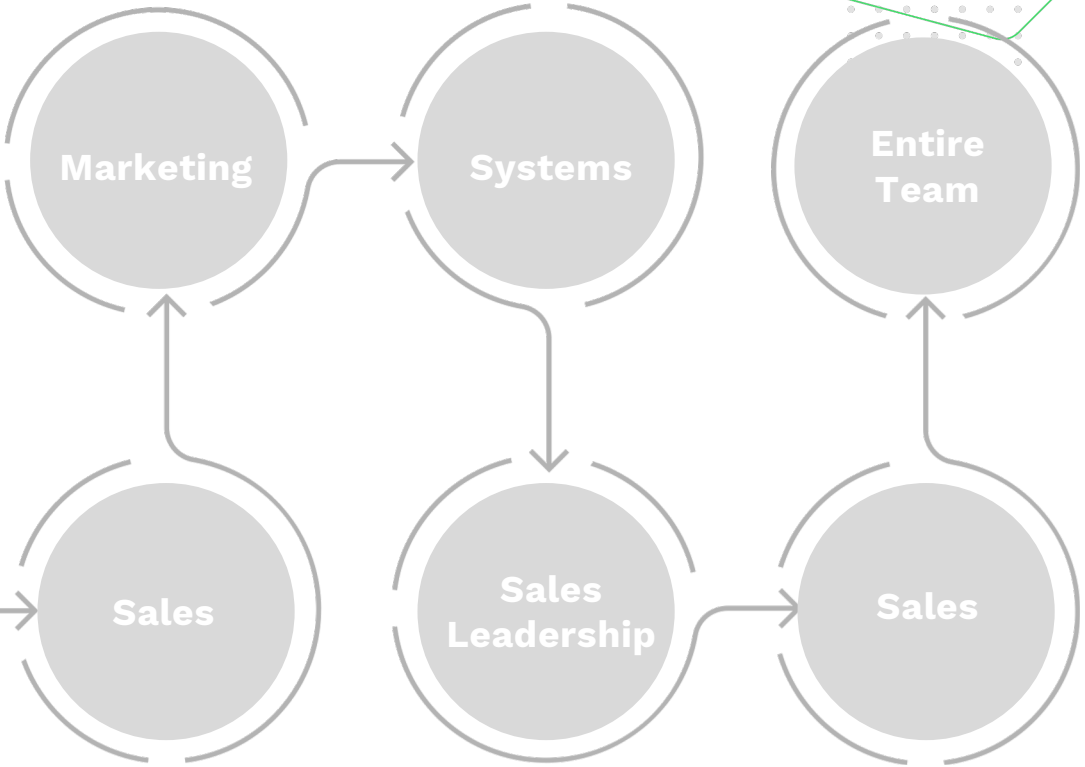 Marketing
Systems
Entire
Team
Sales
Sales
Leadership
Sales